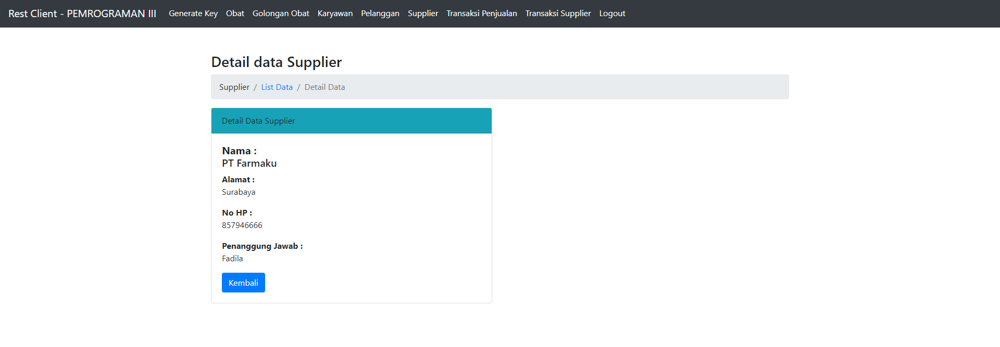 Rest Client - PEMROGRAMAN III Generate Key Obat Golongan Obat Karyawan Pelanggan Supplier Transaksi Penjualan Transaksi Supplier Logout
Detail data Supplier
Supplier / List Data / Detail Data
Detail Data Supplier
Nama :
PT Farmaku
Alamat :
Surabaya
No HP :
857946666
Penanggung Jawab :
Fadila
Kembali